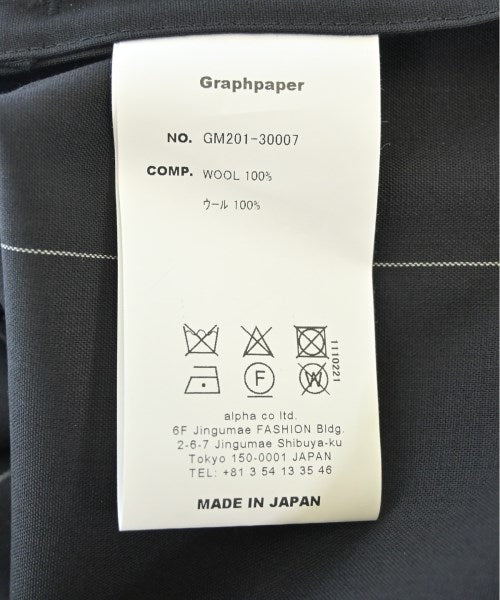 Graphpaper
NO. GM201-30007
COMP. WOOL 100%
ウール 100%
1110221
F
W
alpha co ltd.
6F Jingumae FASHION Bldg.
2-6-7 Jingumae Shibuya-ku
Tokyo 150-0001 JAPAN
TEL: +81 3 54 13 35 46
MADE IN JAPAN